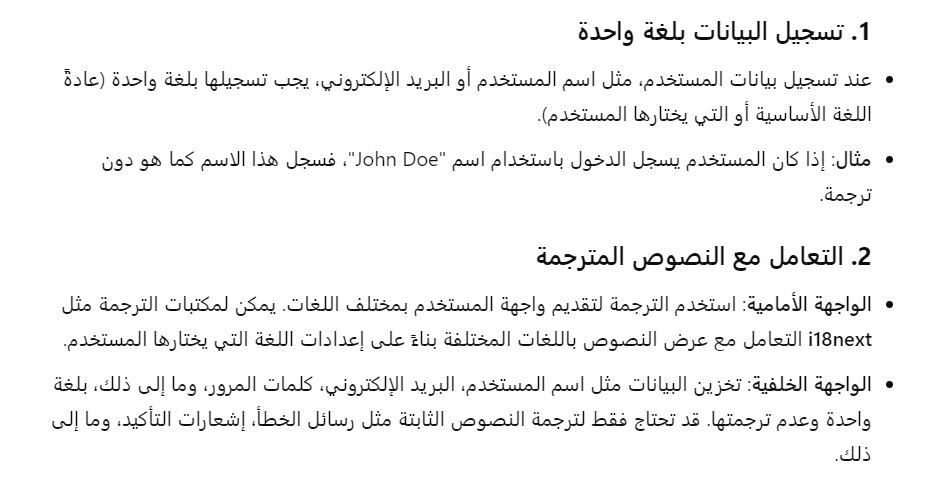 1. تسجيل البيانات بلغة واحدة
• عند تسجيل بيانات المستخدم، مثل اسم المستخدم أو البريد الإلكتروني، يجب تسجيلها بلغة واحدة (عادةً
اللغة الأساسية أو التي يختارها المستخدم).
• مثال: إذا كان المستخدم يسجل الدخول باستخدام اسم "John Doe"، فسجل هذا الاسم كما هو دون
ترجمة.
2. التعامل مع النصوص المترجمة
• الواجهة الأمامية: استخدم الترجمة لتقديم واجهة المستخدم بمختلف اللغات. يمكن لمكتبات الترجمة مثل
i18next التعامل مع عرض النصوص باللغات المختلفة بناءً على إعدادات اللغة التي يختارها المستخدم.
• الواجهة الخلفية: تخزين البيانات مثل اسم المستخدم، البريد الإلكتروني، كلمات المرور، وما إلى ذلك، بلغة
واحدة وعدم ترجمتها. قد تحتاج فقط لترجمة النصوص الثابتة مثل رسائل الخطأ، إشعارات التأكيد، وما إلى
ذلك.